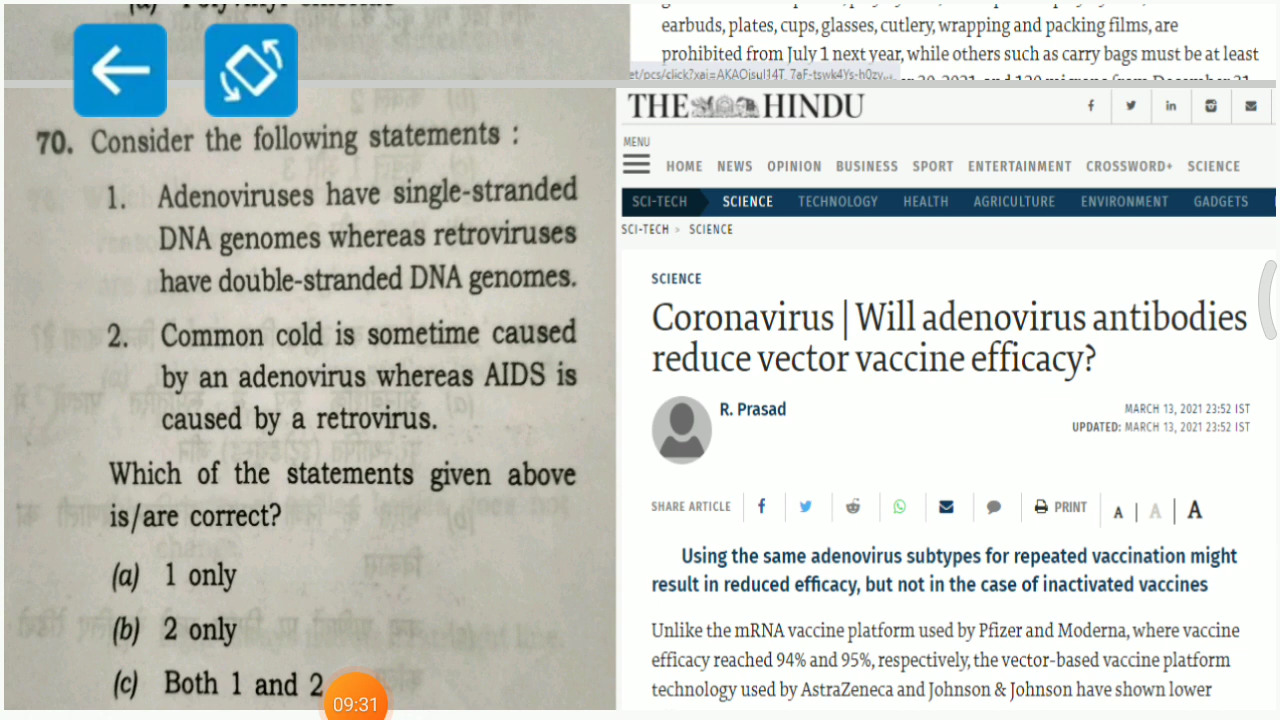 70. Consider the following statements :
1. Adenoviruses have single-stranded
DNA genomes whereas retroviruses
have double-stranded DNA genomes.
2. Common cold is sometime caused
by an adenovirus whereas AIDS is
caused by a retrovirus.
Which of the statements given above
is/are correct?
(a) 1 only
(b) 2 only
(c) Both 1 and 2
09:31
earbuds, plates, cups, glasses, cutlery, wrapping and packing films, are
prohibited from July 1 next year, while others such as carry bags must be at least
THE HINDU
MENU
HOME NEWS OPINION BUSINESS SPORT ENTERTAINMENT CROSSWORD+ SCIENCE
SCI-TECH SCIENCE TECHNOLOGY HEALTH AGRICULTURE ENVIRONMENT GADGETS
SCI-TECH > SCIENCE
SCIENCE
Coronavirus | Will adenovirus antibodies
reduce vector vaccine efficacy?
R. Prasad
MARCH 13, 2021 23:52 IST
UPDATED: MARCH 13, 2021 23:52 IST
SHARE ARTICLE PRINT A | A | A
Using the same adenovirus subtypes for repeated vaccination might
result in reduced efficacy, but not in the case of inactivated vaccines
Unlike the mRNA vaccine platform used by Pfizer and Moderna, where vaccine
efficacy reached 94% and 95%, respectively, the vector-based vaccine platform
technology used by AstraZeneca and Johnson & Johnson have shown lower